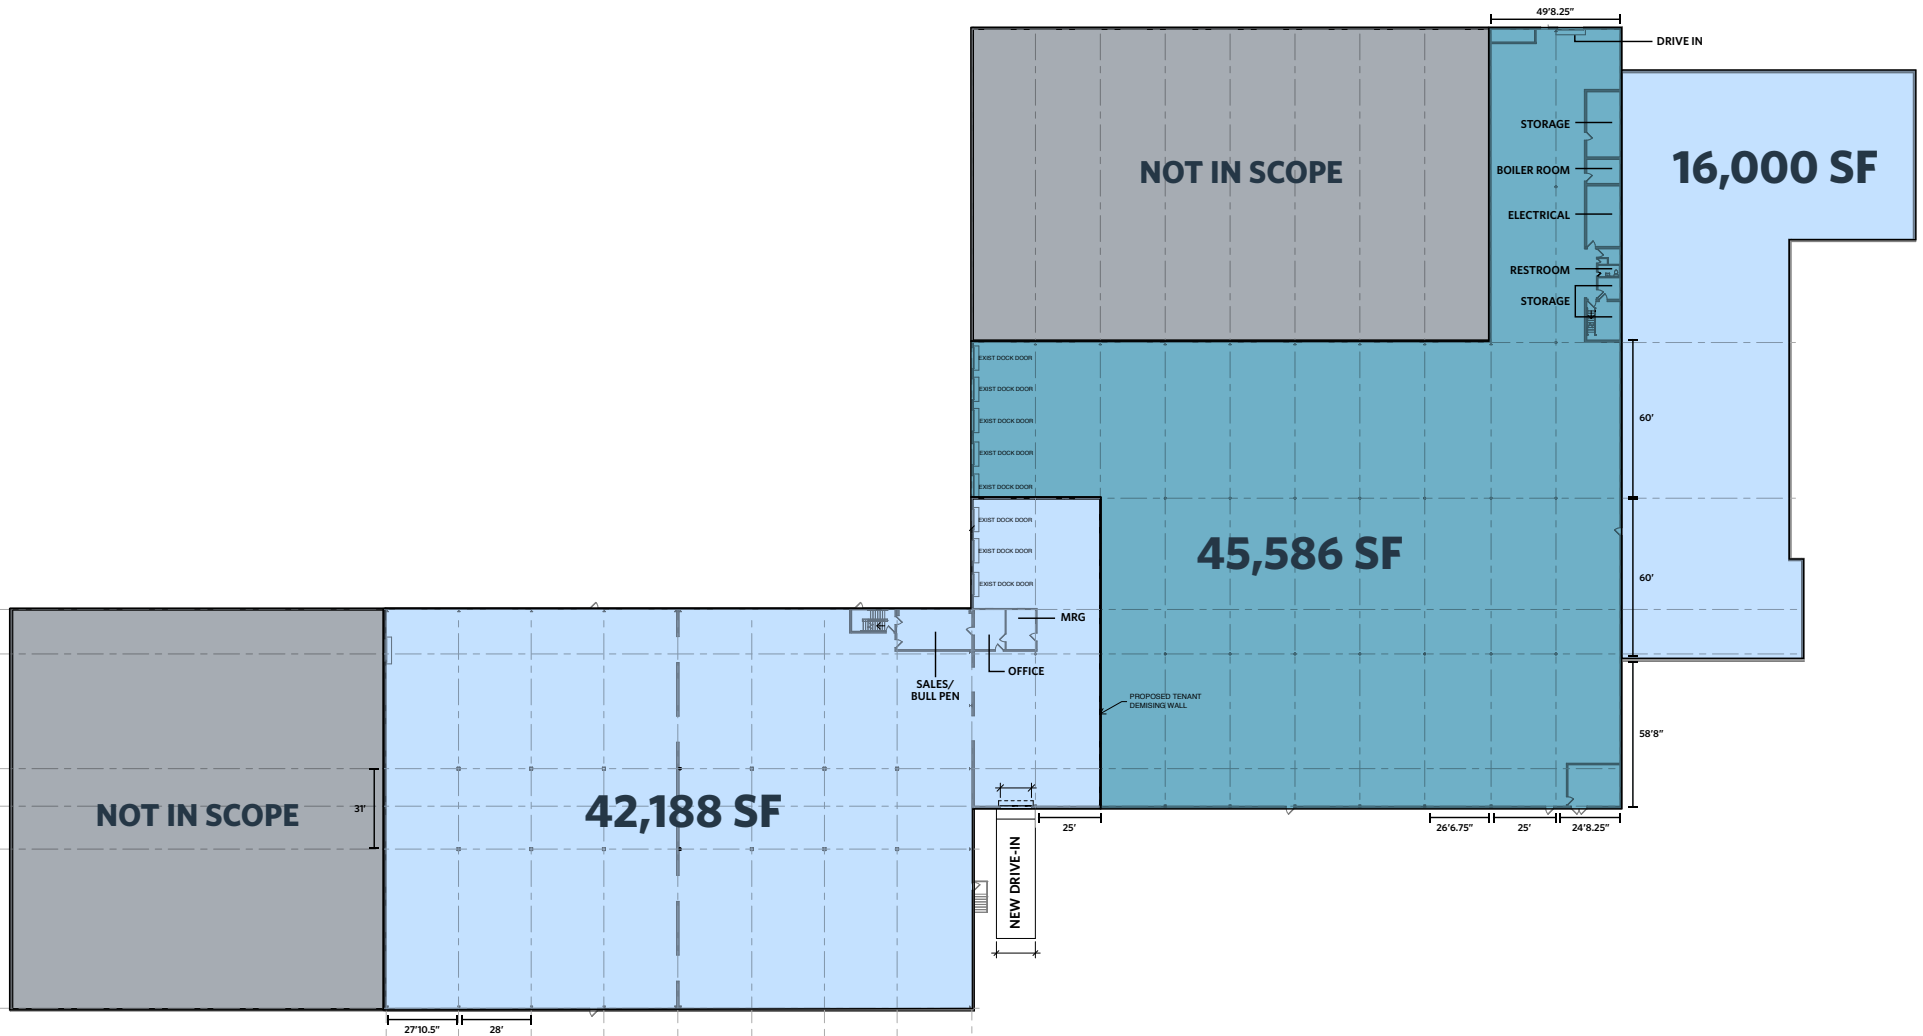 49'8.25"
DRIVE IN
STORAGE
BOILER ROOM
ELECTRICAL
RESTROOM
STORAGE
NOT IN SCOPE
16,000 SF
EXIST DOCK DOOR
EXIST DOCK DOOR
EXIST DOCK DOOR
EXIST DOCK DOOR
EXIST DOCK DOOR
EXIST DOCK DOOR
EXIST DOCK DOOR
EXIST DOCK DOOR
60'
45,586 SF
60'
MRG
OFFICE
SALES/
BULL PEN
PROPOSED TENANT
DEMISING WALL
58'8"
NOT IN SCOPE
31'
42,188 SF
25'
26'6.75"
25'
24'8.25"
NEW DRIVE-IN
27'10.5"
28'